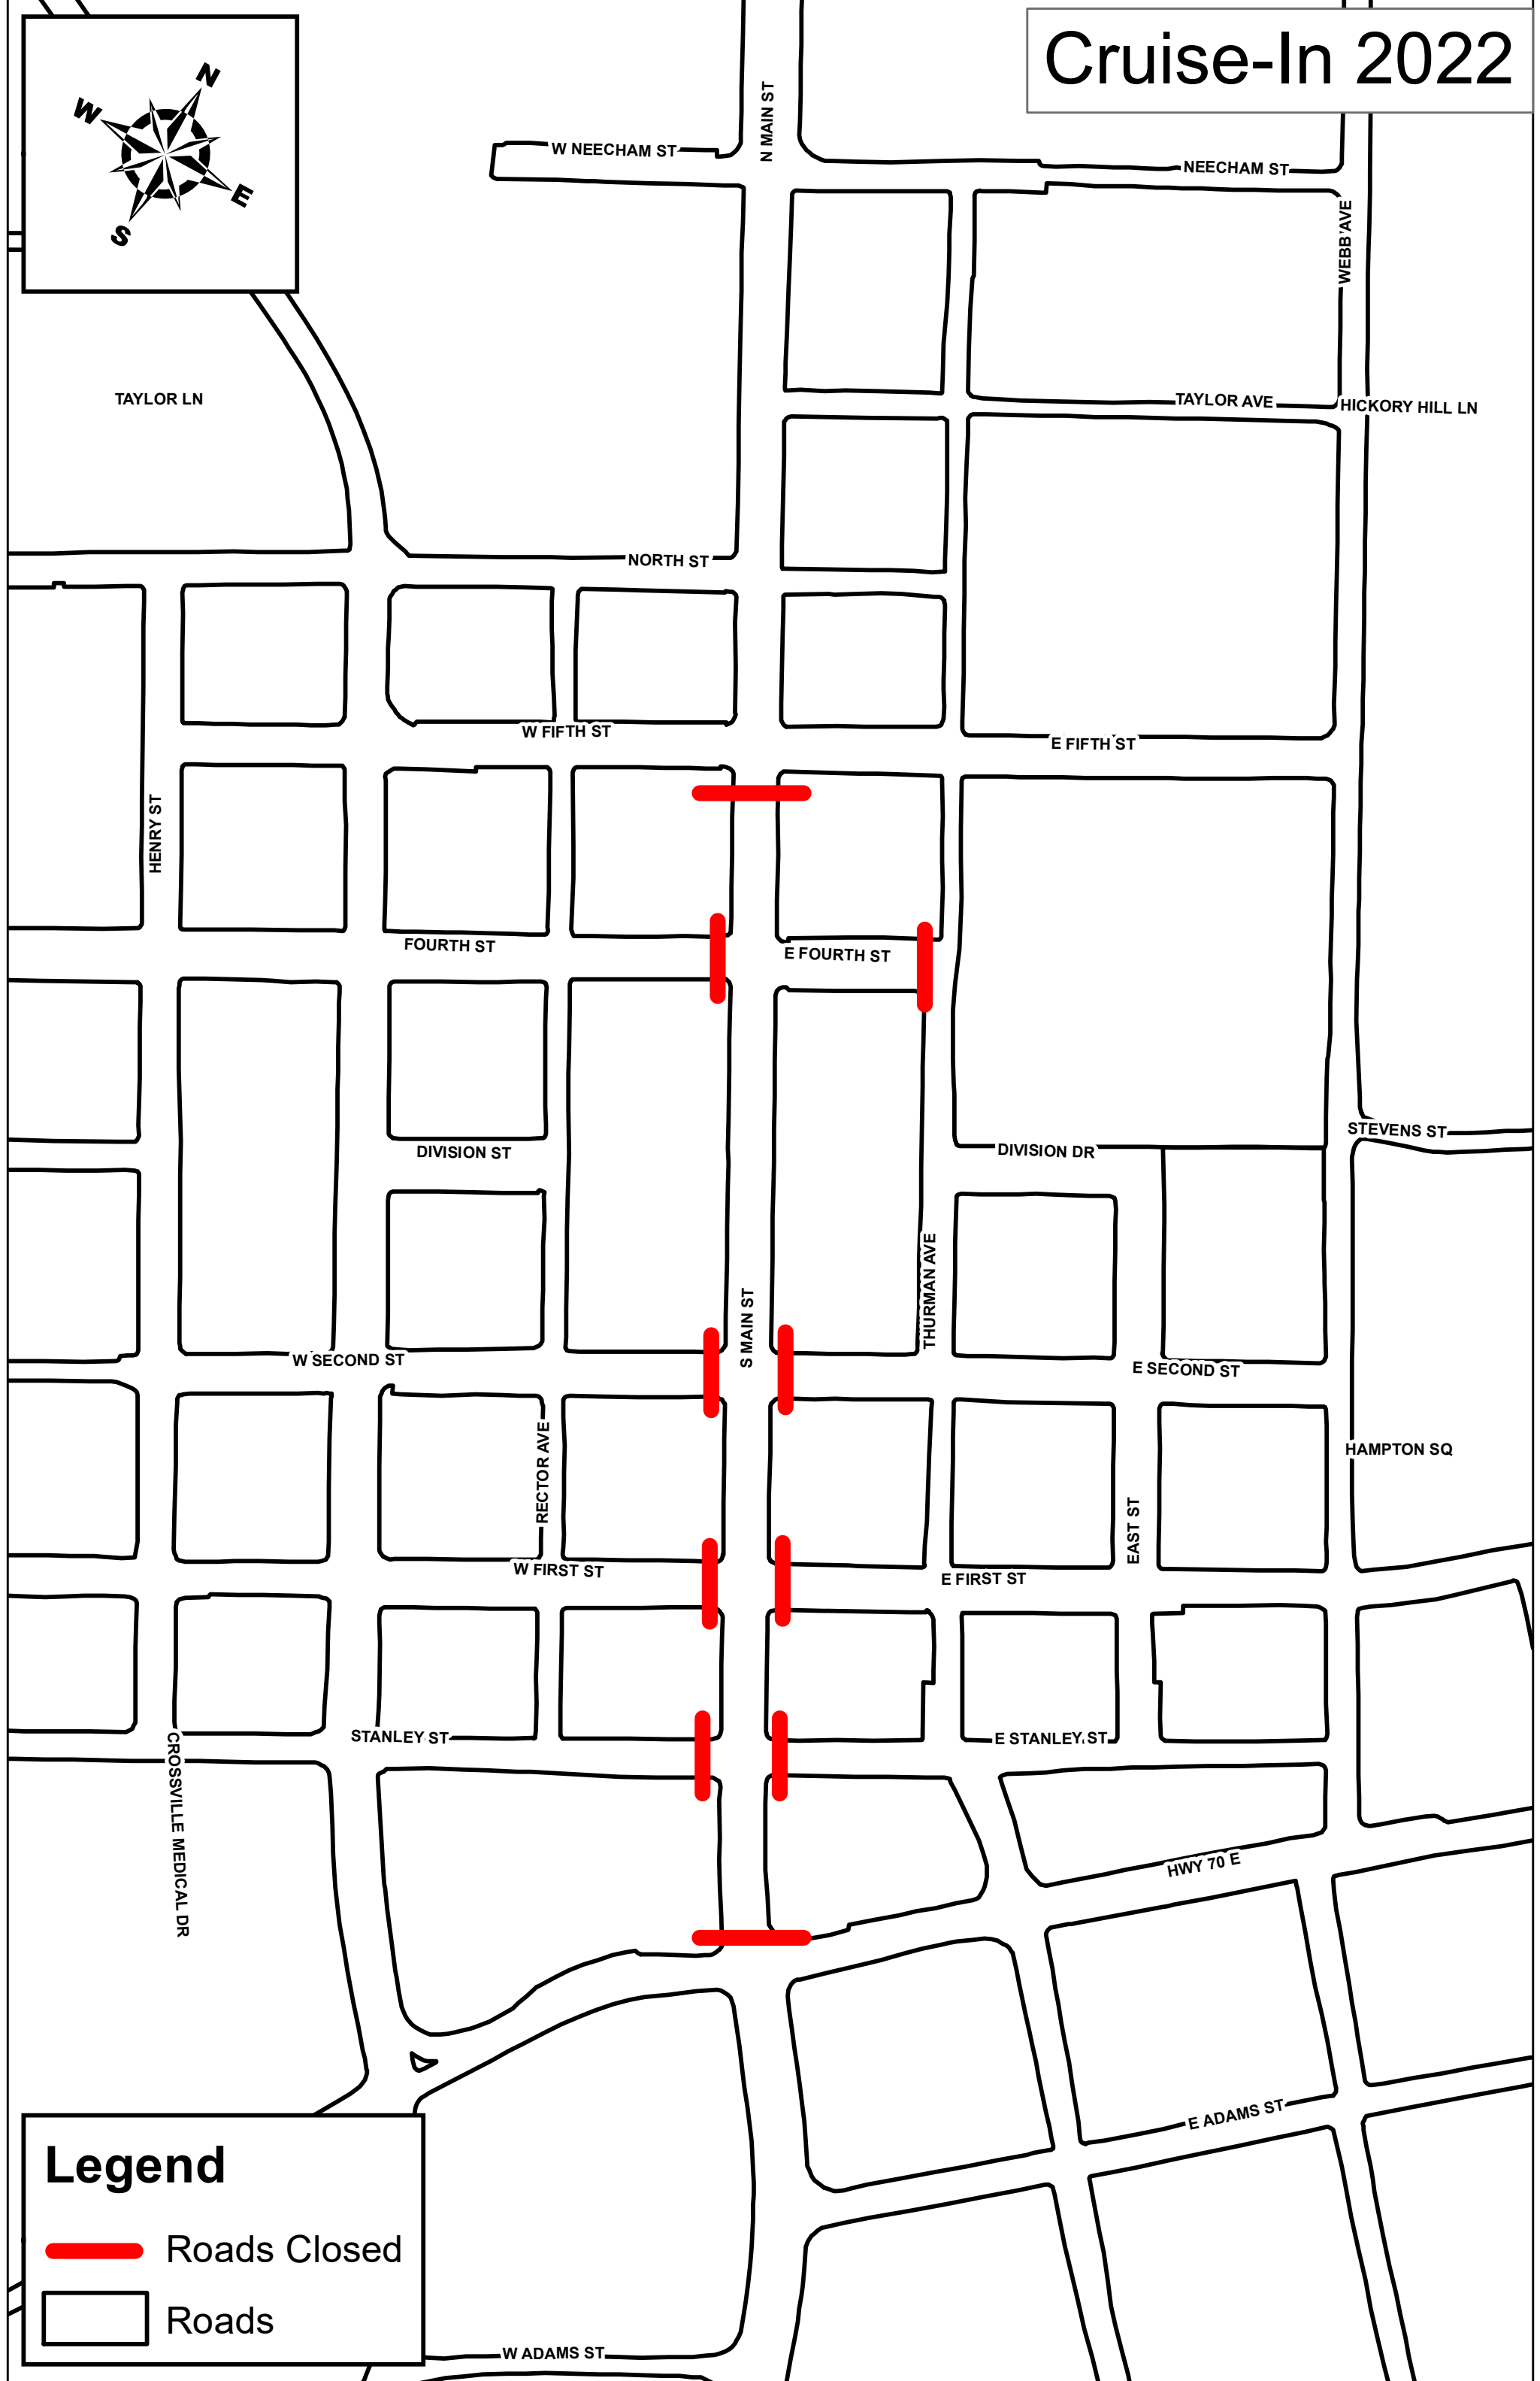 Cruise-In 2022
N
W
E
S
N MAIN ST
W NEECHAM ST
NEECHAM ST
WEBB AVE
TAYLOR LN
TAYLOR AVE
HICKORY HILL LN
NORTH ST
W FIFTH ST
E FIFTH ST
HENRY ST
FOURTH ST
E FOURTH ST
DIVISION ST
DIVISION DR
STEVENS ST
THURMAN AVE
S MAIN ST
W SECOND ST
E SECOND ST
RECTOR AVE
HAMPTON SQ
EAST ST
W FIRST ST
E FIRST ST
STANLEY ST
E STANLEY ST
CROSSVILLE MEDICAL DR
HWY 70 E
E ADAMS ST
Legend
Roads Closed
Roads
W ADAMS ST